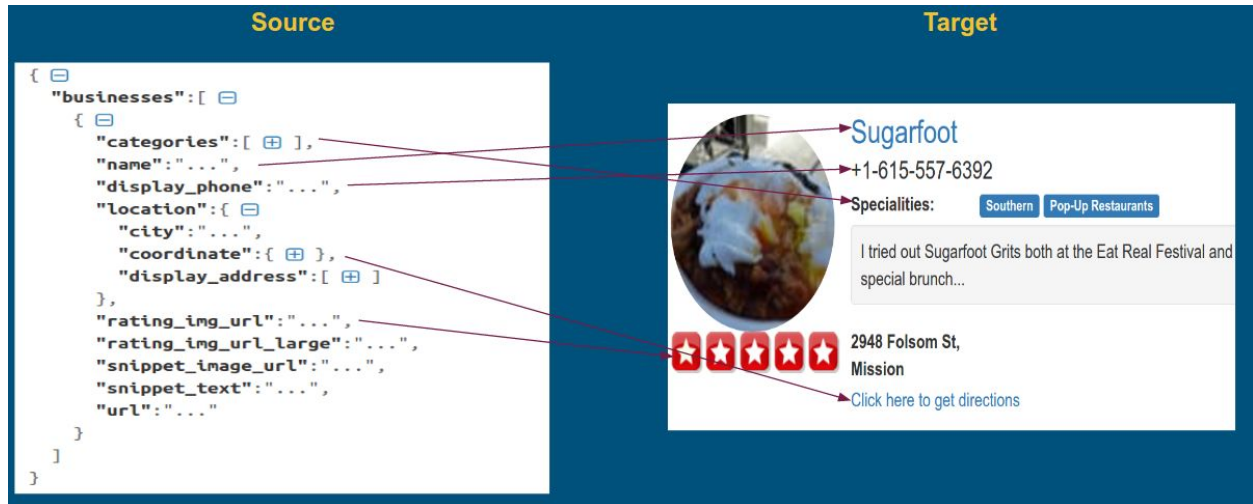 Source
Target
{
"businesses":[
{
"categories":[ ],
"name":"...",
"display_phone":"...",
"location":{
"city":"...",
"coordinate":{ },
"display_address":[ ]
},
"rating_img_url":"...",
"rating_img_url_large":"...",
"snippet_image_url":"...",
"snippet_text":"...",
"url":"..."
}
]
}
Sugarfoot
+1-615-557-6392
Specialities: Southern Pop-Up Restaurants
I tried out Sugarfoot Grits both at the Eat Real Festival and
special brunch...
2948 Folsom St,
Mission
Click here to get directions